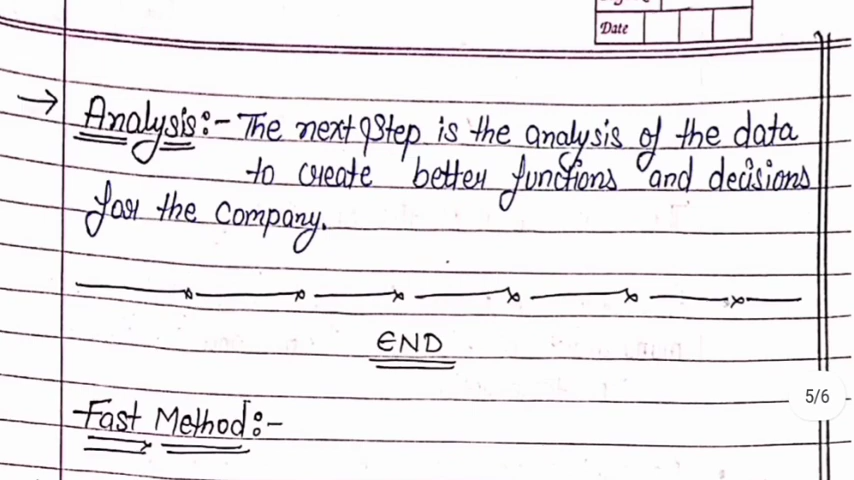 Date
→ Analysis:- The next Step is the analysis of the data
to create better functions and decisions
for the company.
END
5/6
Fast Method:-